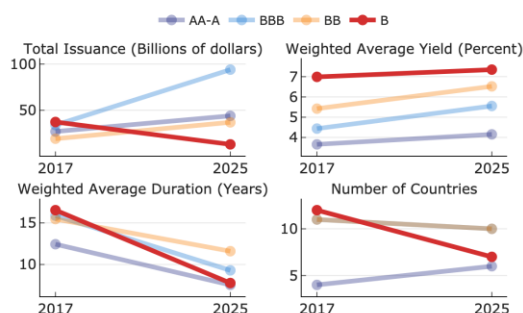 AA-A BBB BB B
Total Issuance (Billions of dollars)
100
50
2017 2025
Weighted Average Yield (Percent)
7
6
5
4
2017 2025
Weighted Average Duration (Years)
15
10
2017 2025
Number of Countries
10
5
2017 2025